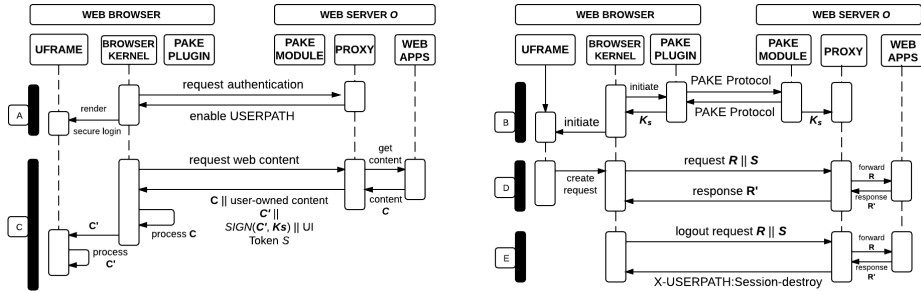 WEB BROWSER
WEB SERVER O
UFRAME
BROWSER
KERNEL
PAKE
PLUGIN
PAKE
MODULE
PROXY
WEB
APPS
A
request authentication
enable USERPATH
render
secure login
C
request web content
get
content
content
C
C || user-owned content
C' ||
SIGN(C', Ks) || UI
Token S
process C
C'
process
C'
WEB BROWSER
WEB SERVER O
UFRAME
BROWSER
KERNEL
PAKE
PLUGIN
PAKE
MODULE
PROXY
WEB
APPS
B
initiate
initiate
Ks
PAKE Protocol
PAKE Protocol
Ks
D
create
request
request R || S
response R'
forward
R
response
R'
E
logout request R || S
forward
R
response
R'
X-USERPATH:Session-destroy